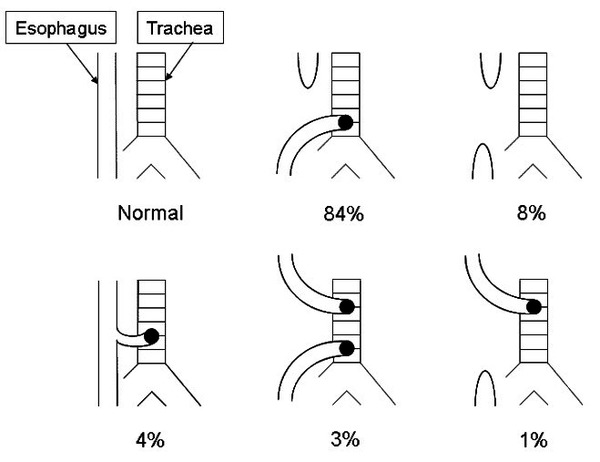 Esophagus
Trachea
Normal
84%
8%
4%
3%
1%